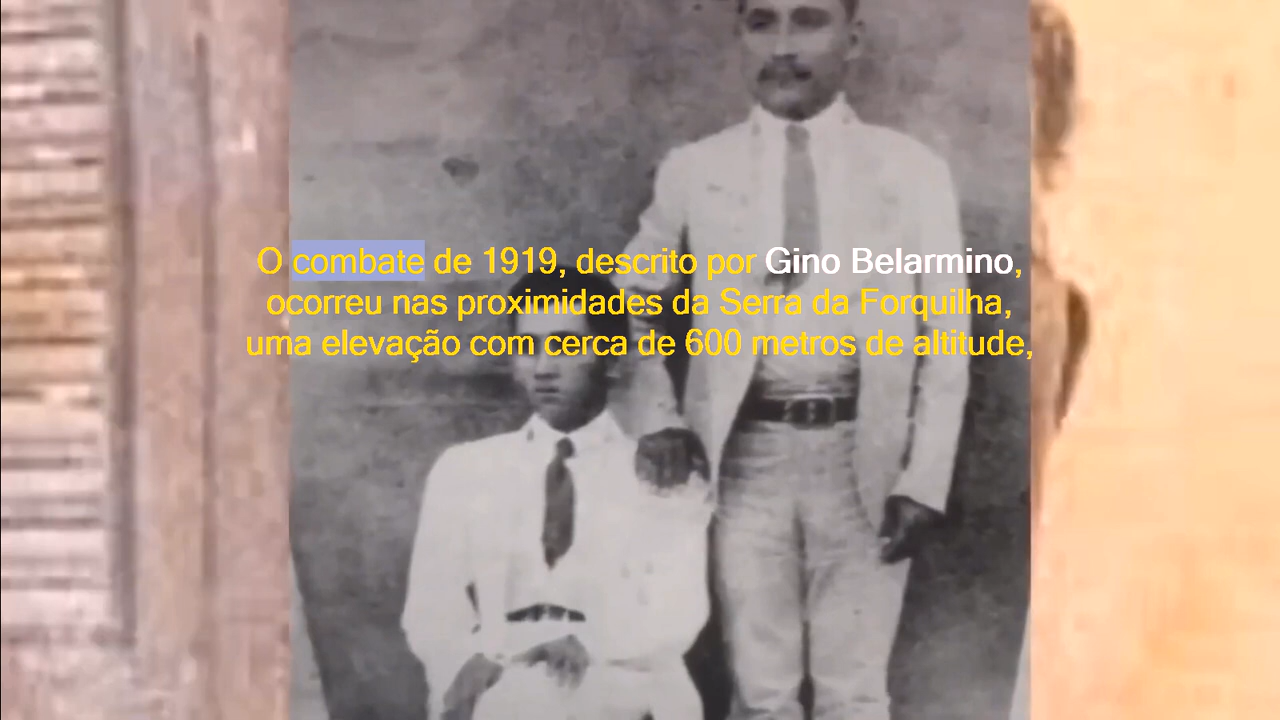 O combate de 1919, descrito por Gino Belarmino,
ocorreu nas proximidades da Serra da Forquilha,
uma elevação com cerca de 600 metros de altitude,